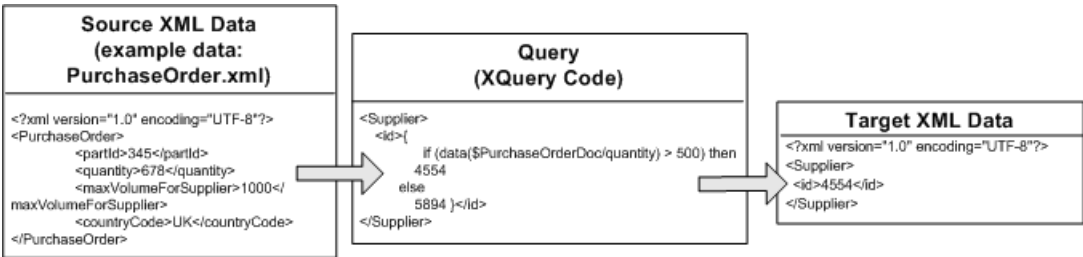 Source XML Data
(example data:
PurchaseOrder.xml)
<?xml version="1.0" encoding="UTF-8"?>
<PurchaseOrder>
<partId>345</partId>
<quantity>678</quantity>
<maxVolumeForSupplier>1000</
maxVolumeForSupplier>
<countryCode>UK</countryCode>
</PurchaseOrder>
Query
(XQuery Code)
<Supplier>
<id>{
if (data($PurchaseOrderDoc/quantity) > 500) then
4554
else
5894 }</id>
</Supplier>
Target XML Data
<?xml version="1.0" encoding="UTF-8"?>
<Supplier>
<id>4554</id>
</Supplier>